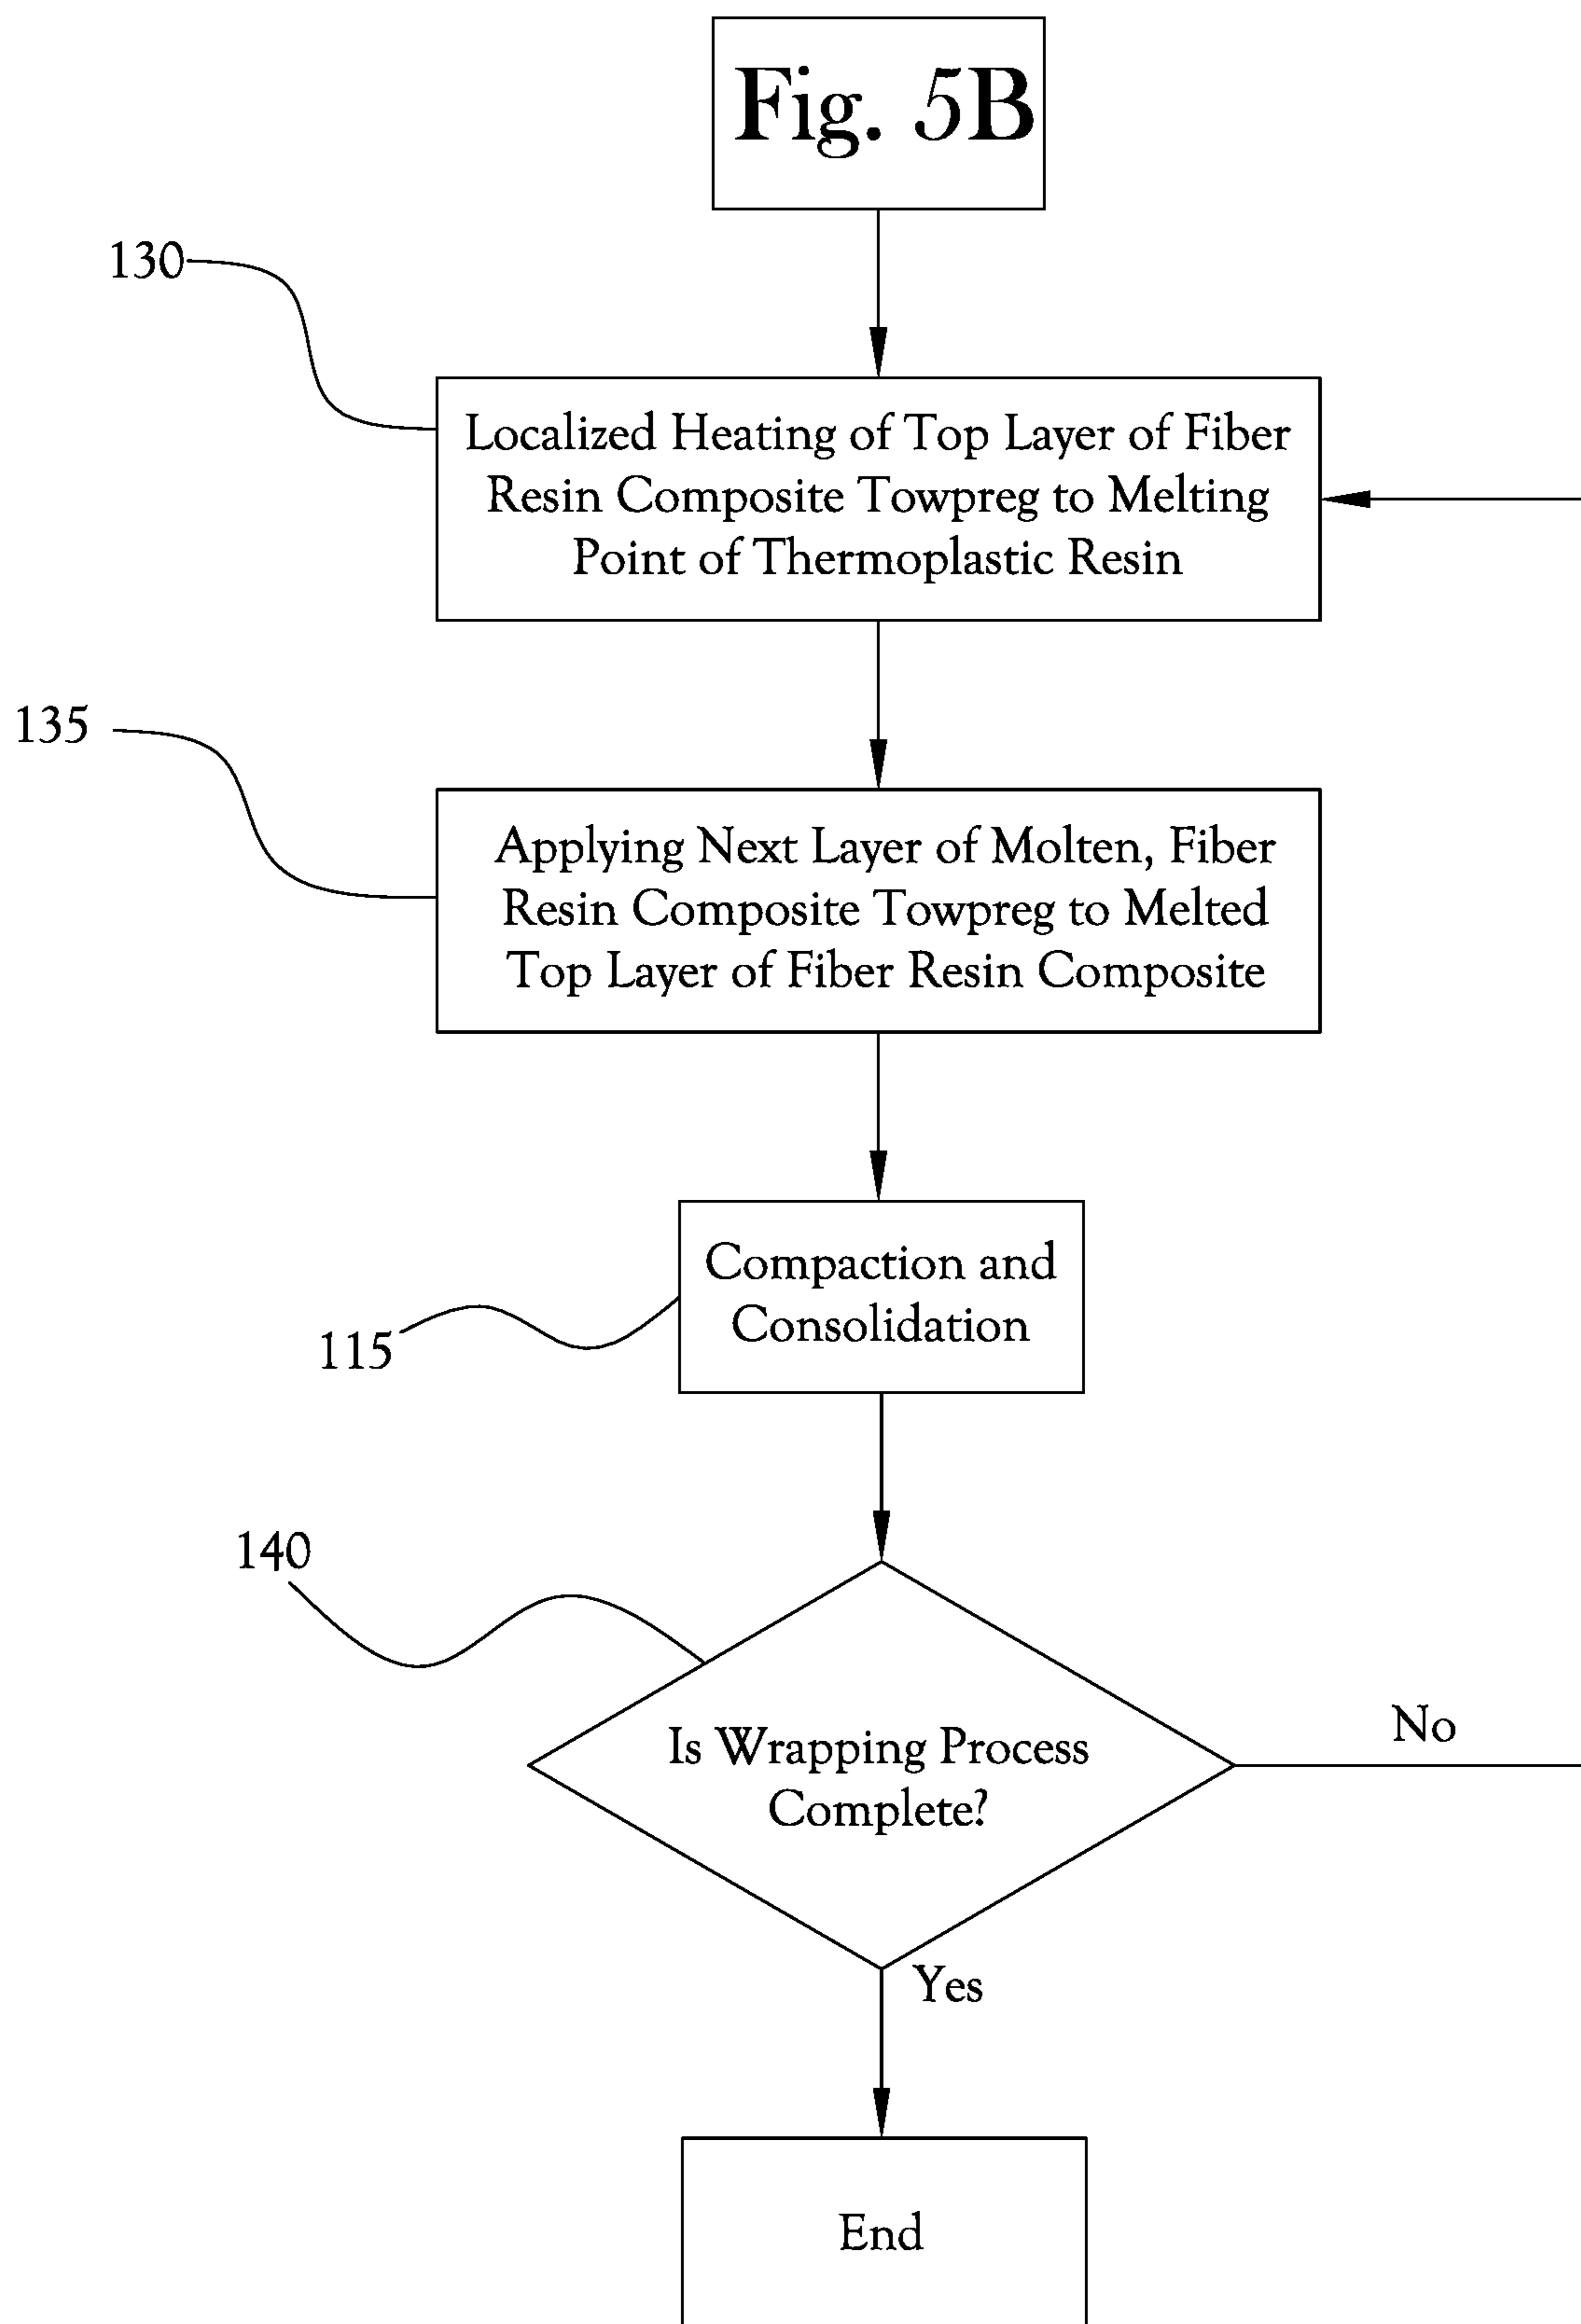 Fig. 5B
130
Localized Heating of Top Layer of Fiber
Resin Composite Towpreg to Melting
Point of Thermoplastic Resin
135
Applying Next Layer of Molten, Fiber
Resin Composite Towpreg to Melted
Top Layer of Fiber Resin Composite
Compaction and
Consolidation
115
140
Is Wrapping Process
Complete?
No
Yes
End